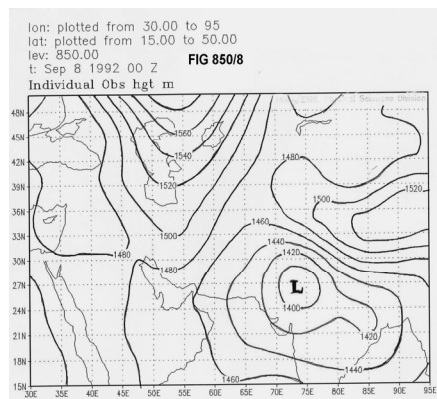 lon: plotted from 30.00 to 95
lat: plotted from 15.00 to 50.00
lev: 850.00
t: Sep 8 1992 00 Z
FIG 850/8
Individual Obs hgt m
48N
45N
42N
39N
36N
33N
30N
27N
24N
21N
18N
15N
30E 35E 40E 45E 50E 55E 60E 65E 70E 75E 80E 85E 90E 95E
1560
1540
1520
1500
1480
1480
1480
1500
1520
1460
1440
1420
1400
L
1420
1440
1460